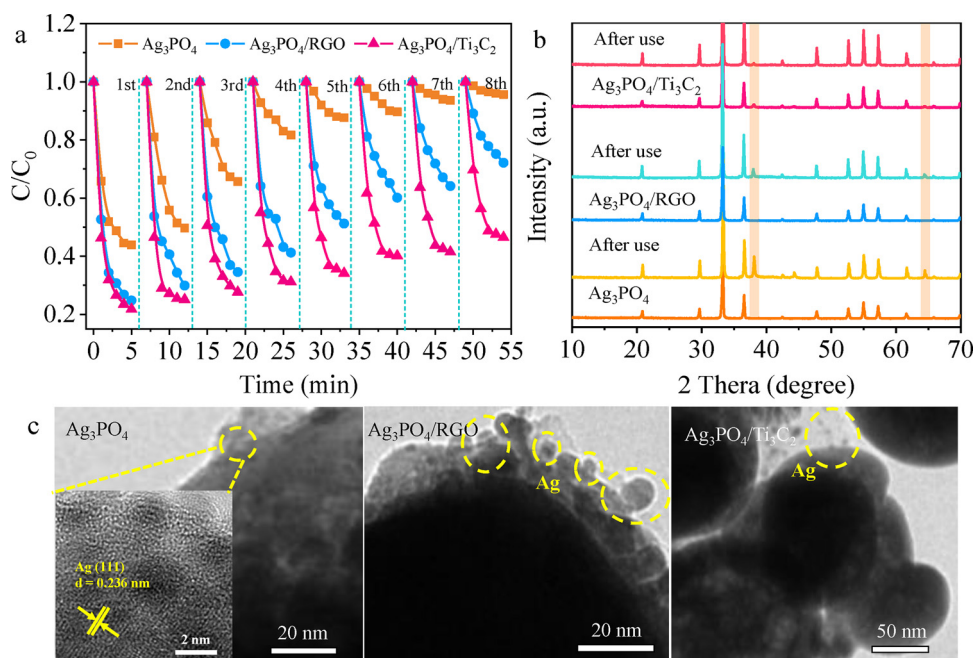 a
Ag₃PO₄ Ag₃PO₄/RGO Ag₃PO₄/Ti₃C₂
1st 2nd 3rd 4th 5th 6th 7th 8th
1.2
1.0
0.8
0.6
0.4
0.2
C/C₀
0 5 10 15 20 25 30 35 40 45 50 55
Time (min)
b
After use
Ag₃PO₄/Ti₃C₂
After use
Ag₃PO₄/RGO
After use
Ag₃PO₄
Intensity (a.u.)
10 20 30 40 50 60 70
2 Thera (degree)
c
Ag₃PO₄
Ag (111)
d = 0.236 nm
2 nm
20 nm
Ag₃PO₄/RGO
Ag
20 nm
Ag₃PO₄/Ti₃C₂
Ag
50 nm